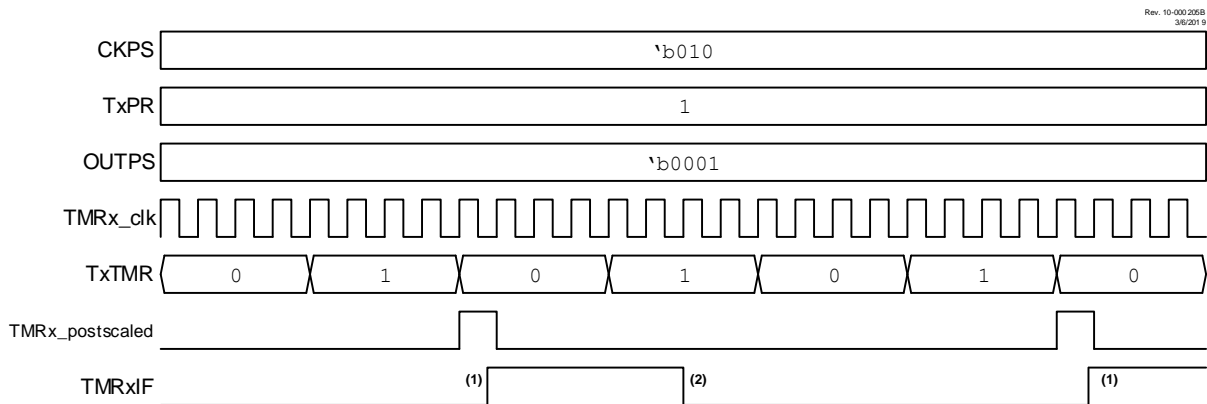 Rev. 10-000205B
3/6/2019
CKPS
‘b010
TxPR
1
OUTPS
‘b0001
TMRx_clk
TxTMR
0 1 0 1 0 1 0
TMRx_postscaled
TMRxIF
(1) (2) (1)